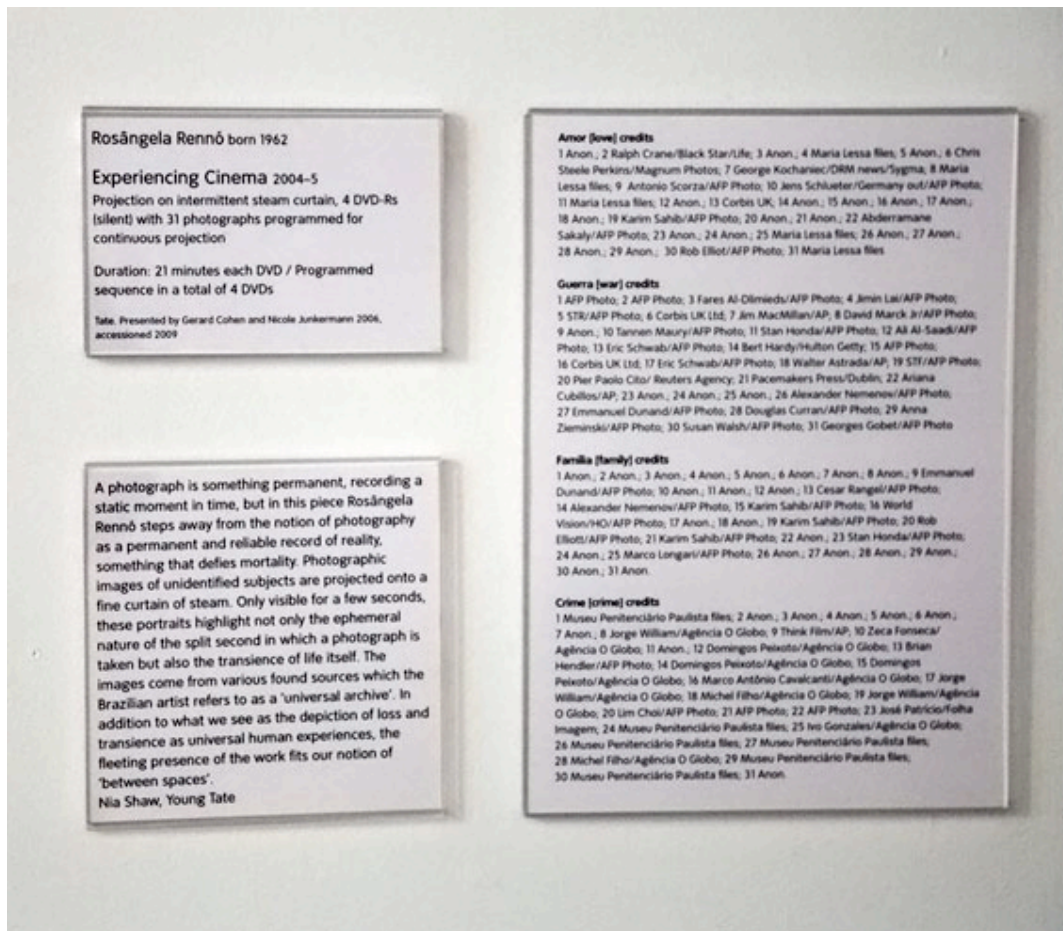 Rosângela Rennó born 1962
Experiencing Cinema 2004–5
Projection on intermittent steam curtain, 4 DVD-Rs
(silent) with 31 photographs programmed for
continuous projection
Duration: 21 minutes each DVD / Programmed
sequence in a total of 4 DVDs
Tate. Presented by Gerard Cohen and Nicole Junkermann 2006,
accessioned 2009
A photograph is something permanent, recording a
static moment in time, but in this piece Rosângela
Rennó steps away from the notion of photography
as a permanent and reliable record of reality,
something that defies mortality. Photographic
images of unidentified subjects are projected onto a
fine curtain of steam. Only visible for a few seconds,
these portraits highlight not only the ephemeral
nature of the split second in which a photograph is
taken but also the transience of life itself. The
images come from various found sources which the
Brazilian artist refers to as a 'universal archive'. In
addition to what we see as the depiction of loss and
transience as universal human experiences, the
fleeting presence of the work fits our notion of
'between spaces'.
Nia Shaw, Young Tate
Amor [love] credits
1 Anon.; 2 Ralph Crane/Black Star/Life; 3 Anon.; 4 Maria Lessa files; 5 Anon.; 6 Chris
Steele Perkins/Magnum Photos; 7 George Kochaniec/DRM news/Sygma; 8 Maria
Lessa files; 9 Antonio Scorza/AFP Photo; 10 Jens Schlueter/Germany out/AFP Photo;
11 Maria Lessa files; 12 Anon.; 13 Corbis UK; 14 Anon.; 15 Anon.; 16 Anon.; 17 Anon.;
18 Anon.; 19 Karim Sahib/AFP Photo; 20 Anon.; 21 Anon.; 22 Abderramane
Sakaly/AFP Photo; 23 Anon.; 24 Anon.; 25 Maria Lessa files; 26 Anon.; 27 Anon.;
28 Anon.; 29 Anon.; 30 Rob Elliot/AFP Photo; 31 Maria Lessa files
Guerra [war] credits
1 AFP Photo; 2 AFP Photo; 3 Fares Al-Dlimieds/AFP Photo; 4 Jimin Lai/AFP Photo;
5 STR/AFP Photo; 6 Corbis UK Ltd; 7 Jim MacMillan/AP; 8 David Marck Jr/AFP Photo;
9 Anon.; 10 Tannen Maury/AFP Photo; 11 Stan Honda/AFP Photo; 12 Ali Al-Saadi/AFP
Photo; 13 Eric Schwab/AFP Photo; 14 Bert Hardy/Hulton Getty; 15 AFP Photo;
16 Corbis UK Ltd; 17 Eric Schwab/AFP Photo; 18 Walter Astrada/AP; 19 STF/AFP Photo;
20 Pier Paolo Cito/ Reuters Agency; 21 Pacemakers Press/Dublin; 22 Ariana
Cubillos/AP; 23 Anon.; 24 Anon.; 25 Anon.; 26 Alexander Nemenov/AFP Photo;
27 Emmanuel Dunand/AFP Photo; 28 Douglas Curran/AFP Photo; 29 Anna
Zieminski/AFP Photo; 30 Susan Walsh/AFP Photo; 31 Georges Gobet/AFP Photo
Família [family] credits
1 Anon.; 2 Anon.; 3 Anon.; 4 Anon.; 5 Anon.; 6 Anon.; 7 Anon.; 8 Anon.; 9 Emmanuel
Dunand/AFP Photo; 10 Anon.; 11 Anon.; 12 Anon.; 13 Cesar Rangel/AFP Photo;
14 Alexander Nemenov/AFP Photo; 15 Karim Sahib/AFP Photo; 16 World
Vision/HO/AFP Photo; 17 Anon.; 18 Anon.; 19 Karim Sahib/AFP Photo; 20 Rob
Elliott/AFP Photo; 21 Karim Sahib/AFP Photo; 22 Anon.; 23 Stan Honda/AFP Photo;
24 Anon.; 25 Marco Longari/AFP Photo; 26 Anon.; 27 Anon.; 28 Anon.; 29 Anon.;
30 Anon.; 31 Anon.
Crime [crime] credits
1 Museu Penitenciário Paulista files; 2 Anon.; 3 Anon.; 4 Anon.; 5 Anon.; 6 Anon.;
7 Anon.; 8 Jorge William/Agência O Globo; 9 Think Film/AP; 10 Zeca Fonseca/
Agência O Globo; 11 Anon.; 12 Domingos Peixoto/Agência O Globo; 13 Brian
Hendler/AFP Photo; 14 Domingos Peixoto/Agência O Globo; 15 Domingos
Peixoto/Agência O Globo; 16 Marco Antônio Cavalcanti/Agência O Globo; 17 Jorge
William/Agência O Globo; 18 Michel Filho/Agência O Globo; 19 Jorge William/Agência
O Globo; 20 Lim Choi/AFP Photo; 21 AFP Photo; 22 AFP Photo; 23 José Patrício/Folha
Imagem; 24 Museu Penitenciário Paulista files; 25 Ivo Gonzales/Agência O Globo;
26 Museu Penitenciário Paulista files; 27 Museu Penitenciário Paulista files;
28 Michel Filho/Agência O Globo; 29 Museu Penitenciário Paulista files;
30 Museu Penitenciário Paulista files; 31 Anon.